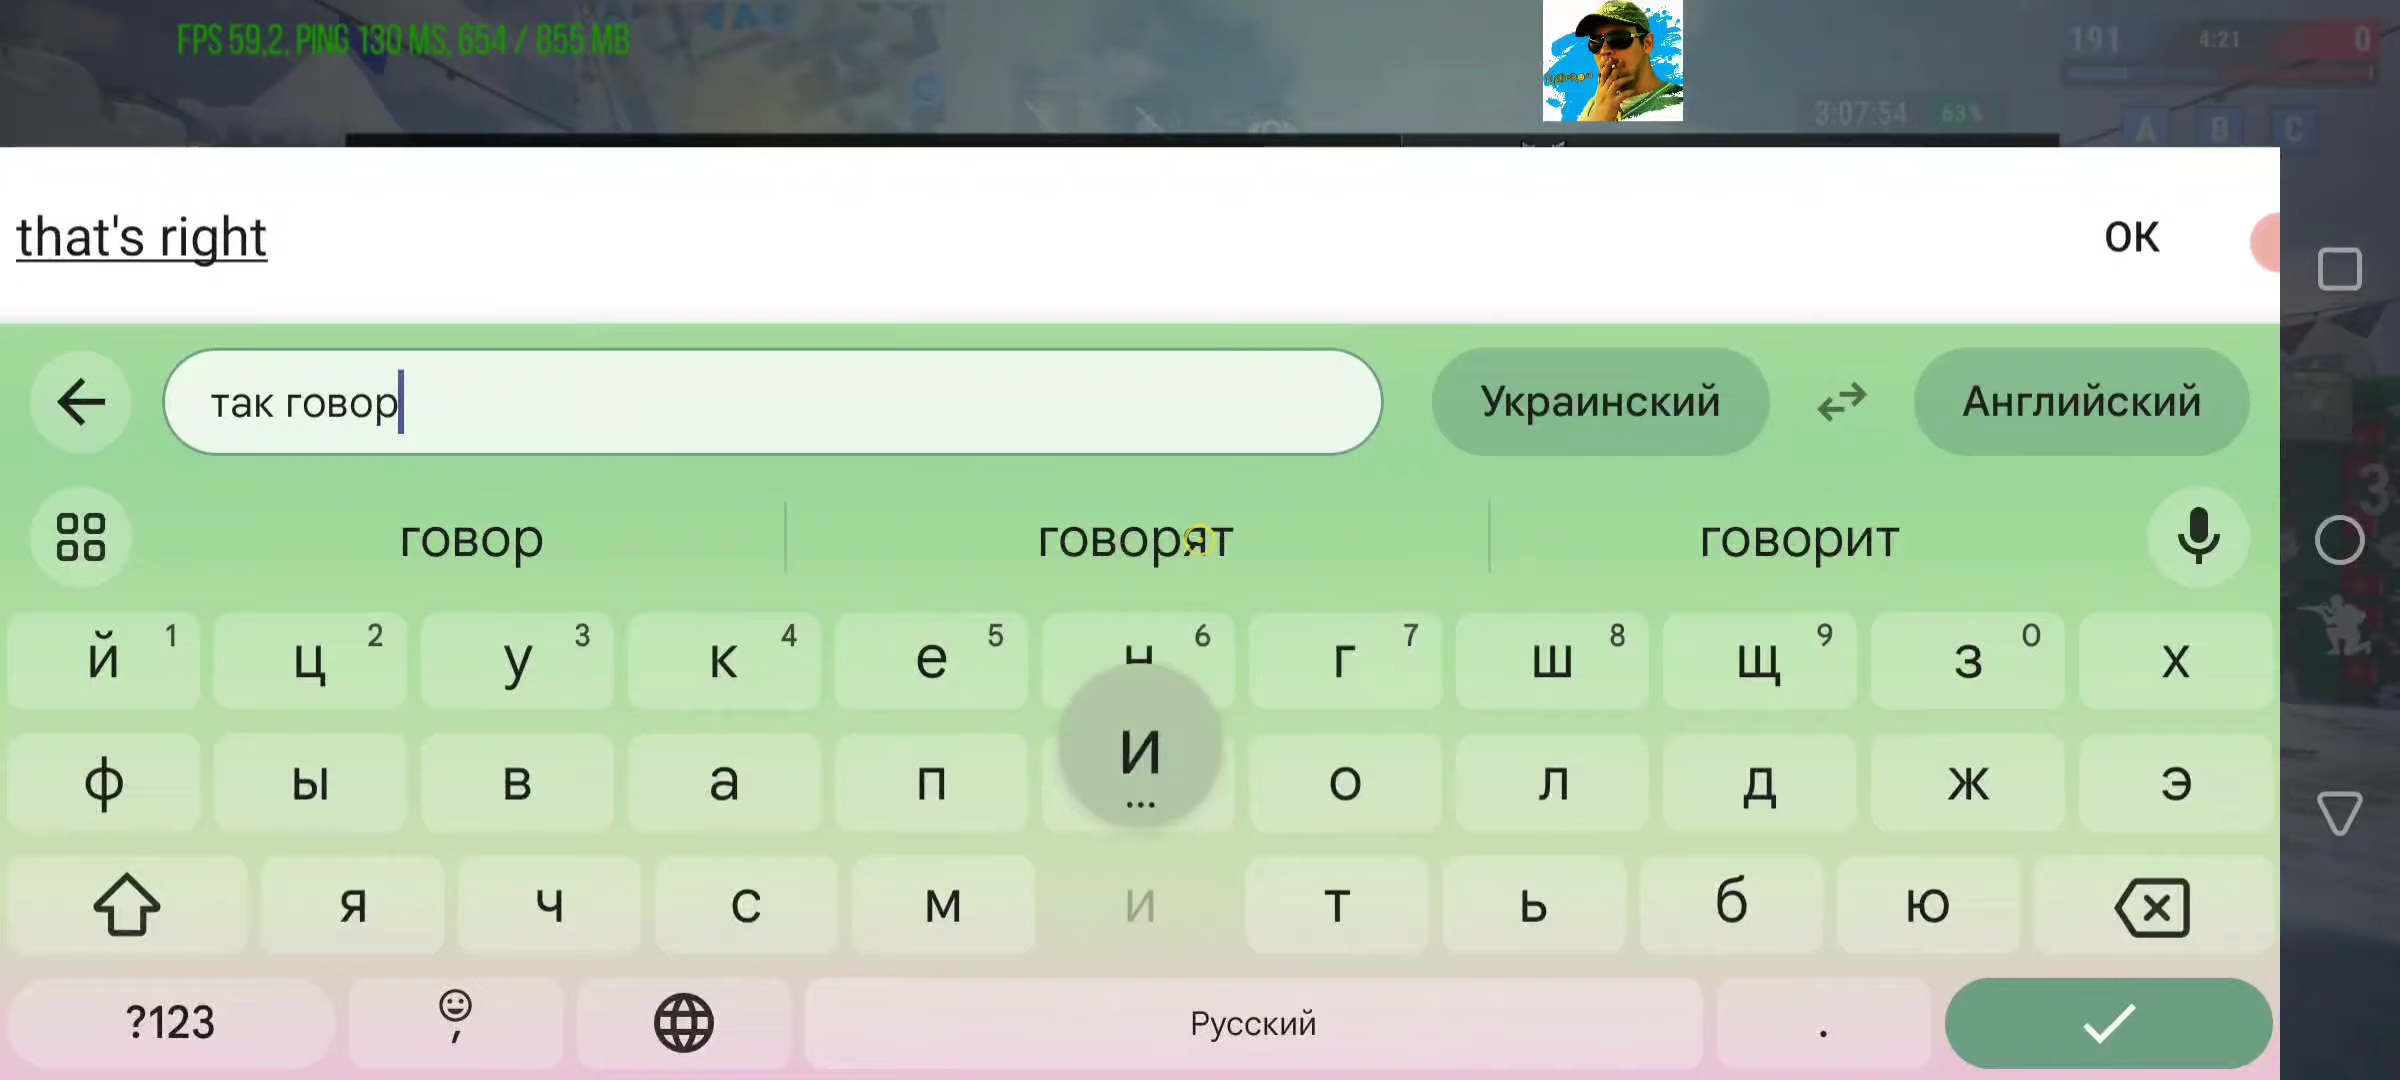 FPS 59,2, PING 130 MS, 654 / 855 MB
191 4:21 0
3:07:54 63%
A B C
that's right OK
так говор Украинский Английский
говор говорят говорит
3
й 1 ц 2 у 3 к 4 е 5 н 6 г 7 ш 8 щ 9 з 0 х
ф ы в а п и ... о л д ж э
я ч с м и т ь б ю
?123 , Русский .